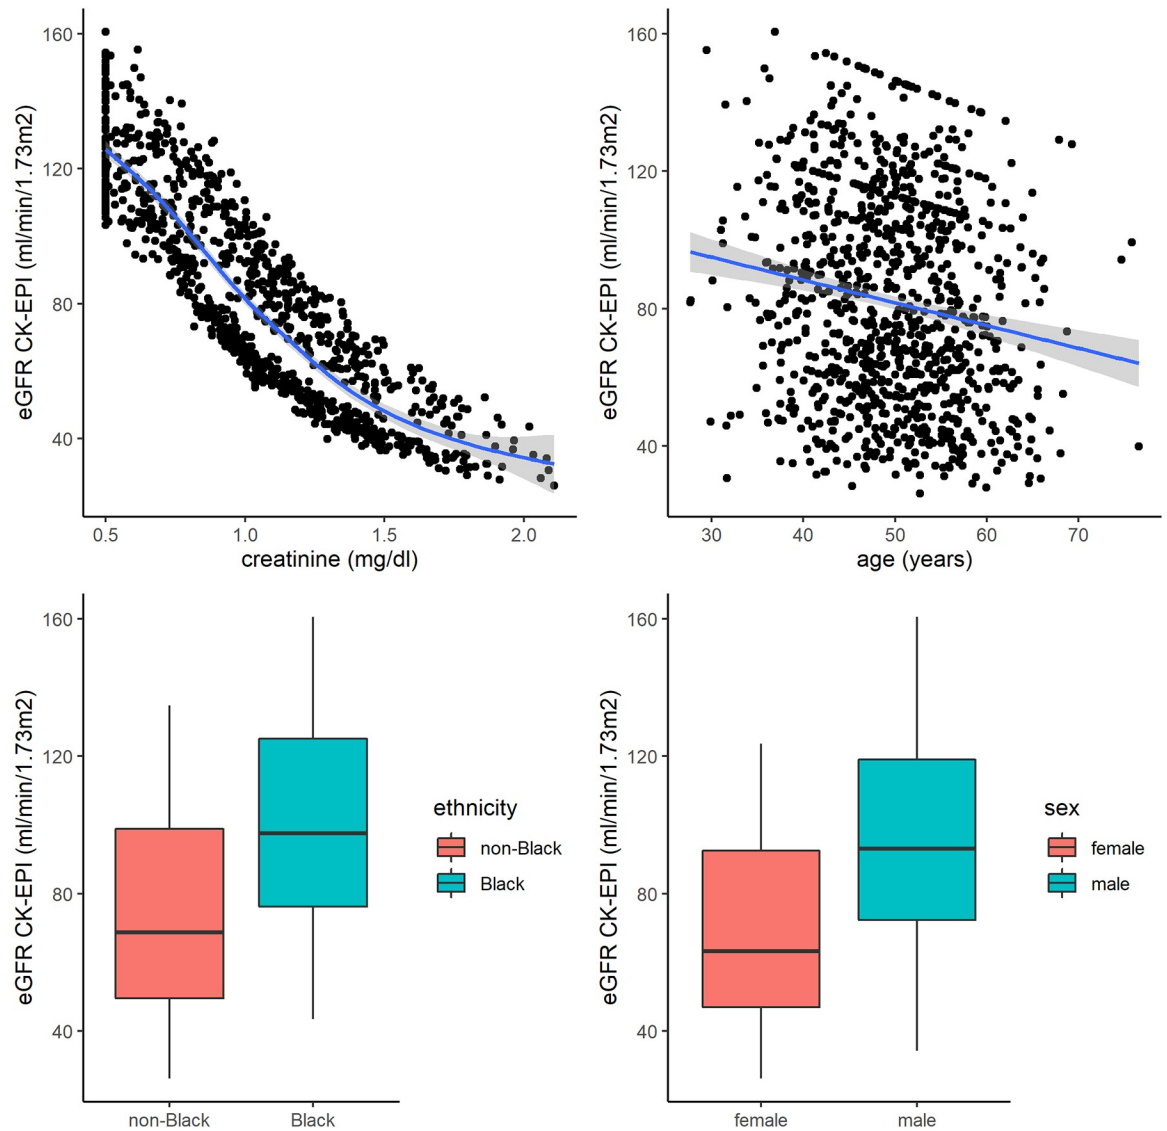 eGFR CK-EPI (ml/min/1.73m2)
160
120
80
40
0.5
1.0
1.5
2.0
creatinine (mg/dl)
eGFR CK-EPI (ml/min/1.73m2)
160
120
80
40
30
40
50
60
70
age (years)
eGFR CK-EPI (ml/min/1.73m2)
160
120
80
40
non-Black
Black
ethnicity
non-Black
Black
eGFR CK-EPI (ml/min/1.73m2)
160
120
80
40
female
male
sex
female
male